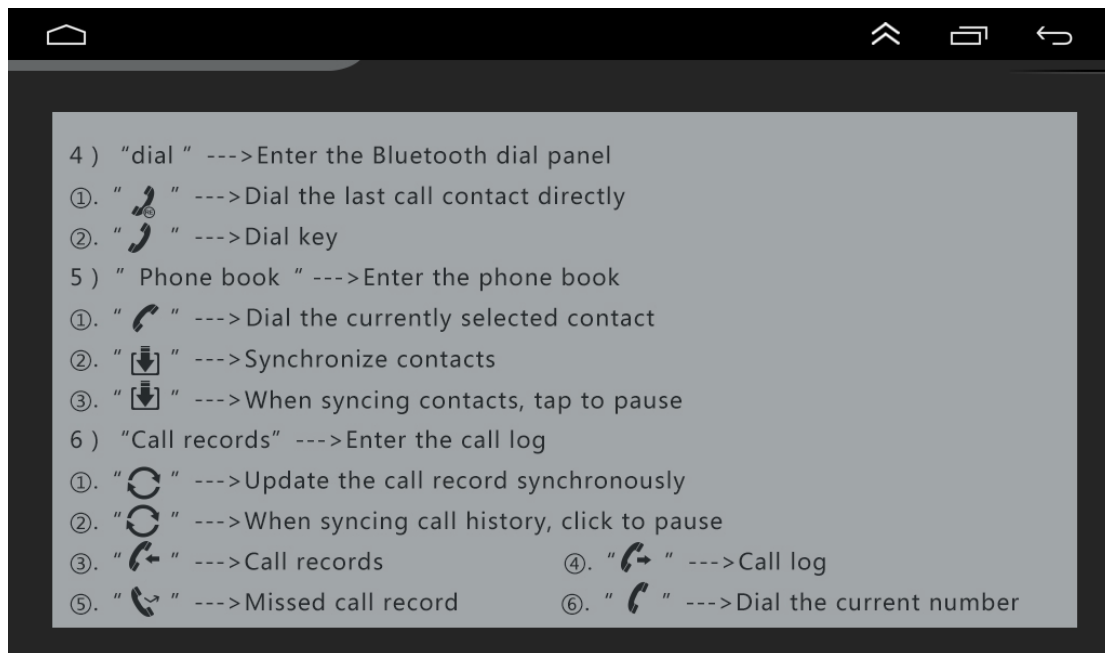 4） “dial ” --->Enter the Bluetooth dial panel
①. “ ” --->Dial the last call contact directly
②. “ ” --->Dial key
5）” Phone book “ --->Enter the phone book
①. “ ” --->Dial the currently selected contact
②. “ ” --->Synchronize contacts
③. “ ” --->When syncing contacts, tap to pause
6） “Call records” --->Enter the call log
①. “ ” --->Update the call record synchronously
②. “ ” --->When syncing call history, click to pause
③. “ ” --->Call records ④. “ ” --->Call log
⑤. “ ” --->Missed call record ⑥. “ ” --->Dial the current number